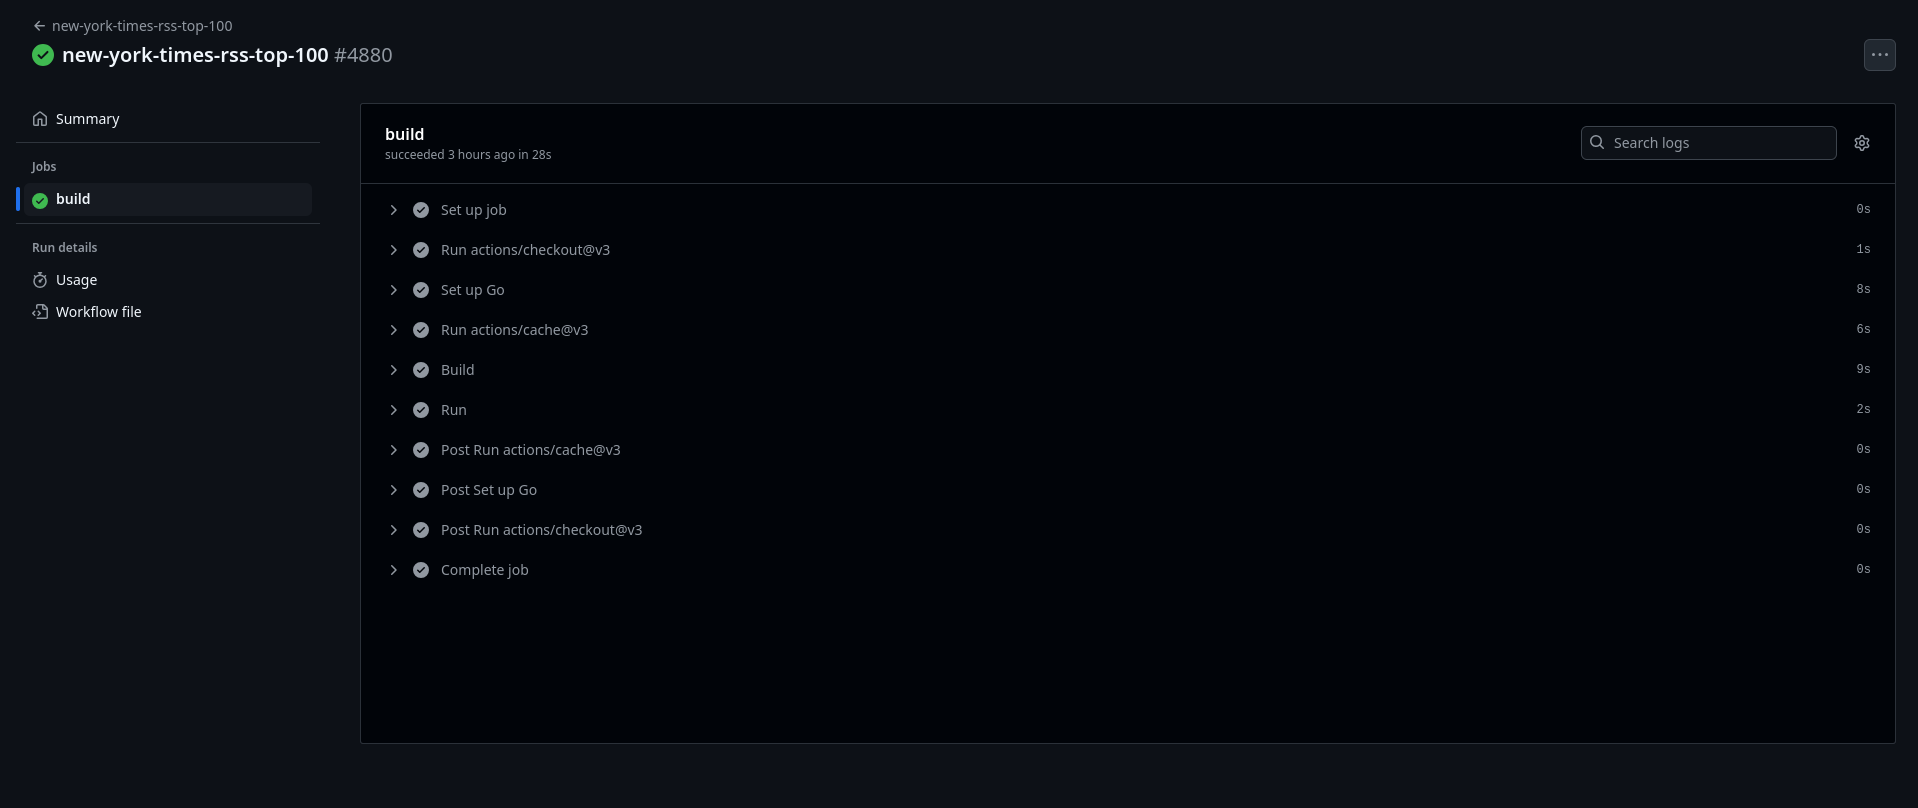 new-york-times-rss-top-100
new-york-times-rss-top-100 #4880
Summary
Jobs
build
Run details
Usage
Workflow file
build
succeeded 3 hours ago in 28s
Search logs
Set up job 0s
Run actions/checkout@v3 1s
Set up Go 8s
Run actions/cache@v3 6s
Build 9s
Run 2s
Post Run actions/cache@v3 0s
Post Set up Go 0s
Post Run actions/checkout@v3 0s
Complete job 0s